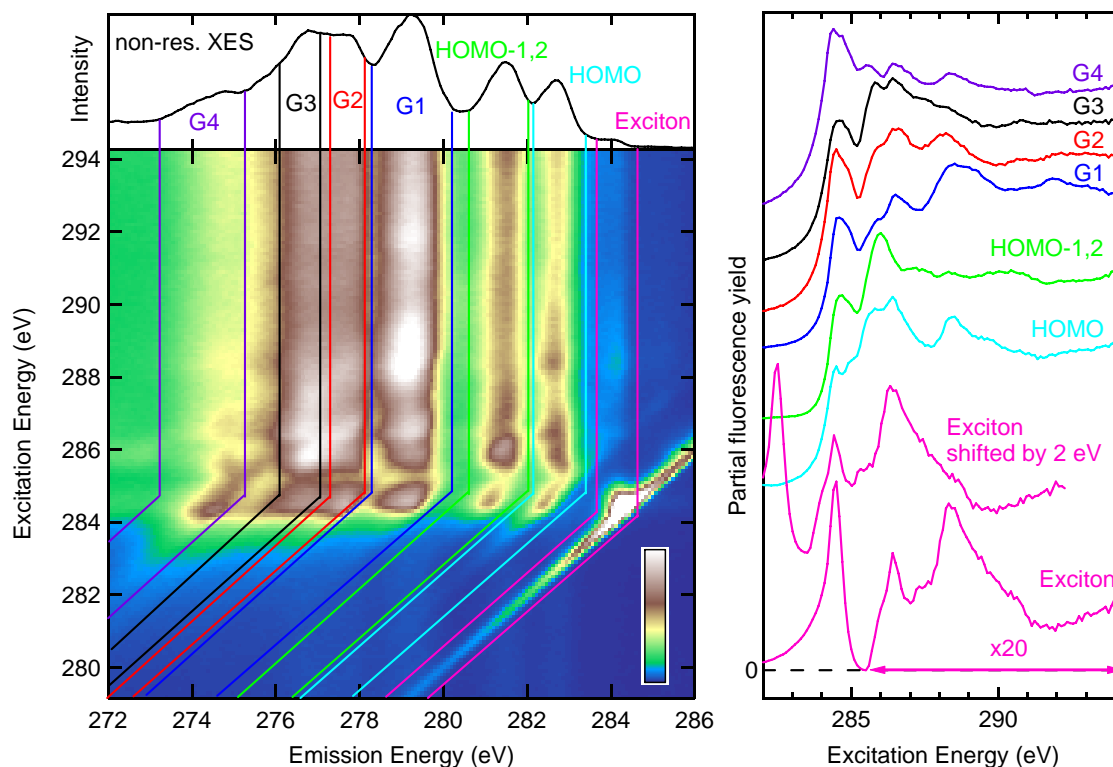 non-res. XES
HOMO-1,2
HOMO
G4
G3
G2
G1
Exciton
Intensity
294
292
290
288
286
284
282
280
Excitation Energy (eV)
272
274
276
278
280
282
284
286
Emission Energy (eV)
G4
G3
G2
G1
HOMO-1,2
HOMO
Exciton
shifted by 2 eV
Exciton
x20
0
Partial fluorescence yield
285
290
Excitation Energy (eV)